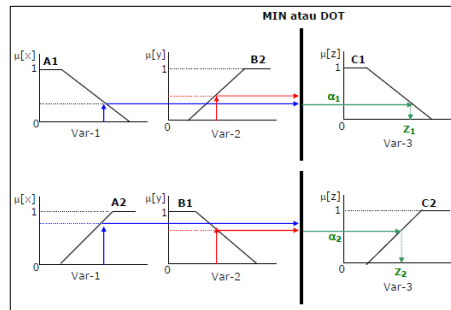 MIN atau DOT
μ[x] A1 μ[y] B2 μ[z] C1
1 1 1
α1
0 0 0
Var-1 Var-2 Z1 Var-3
μ[x] A2 μ[y] B1 μ[z] C2
1 1 1
α2
0 0 0
Var-1 Var-2 Z2 Var-3